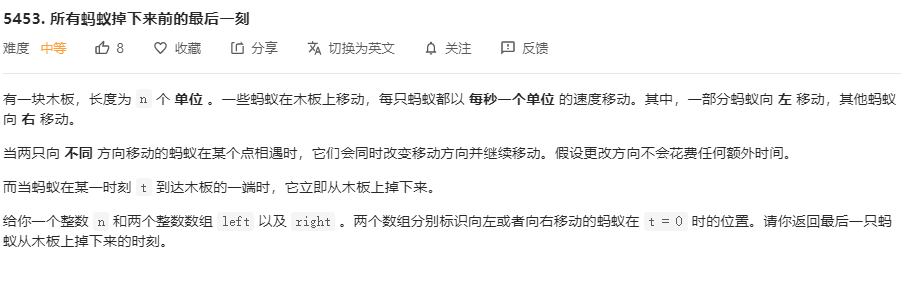 5453. 所有蚂蚁掉下来前的最后一刻
难度 中等 8 收藏 分享 切换为英文 关注 反馈
有一块木板，长度为 n 个 单位 。一些蚂蚁在木板上移动，每只蚂蚁都以 每秒一个单位 的速度移动。其中，一部分蚂蚁向 左 移动，其他蚂蚁
向 右 移动。
当两只向 不同 方向移动的蚂蚁在某个点相遇时，它们会同时改变移动方向并继续移动。假设更改方向不会花费任何额外时间。
而当蚂蚁在某一时刻 t 到达木板的一端时，它立即从木板上掉下来。
给你一个整数 n 和两个整数数组 left 以及 right 。两个数组分别标识向左或者向右移动的蚂蚁在 t = 0 时的位置。请你返回最后一只蚂
蚁从木板上掉下来的时刻。